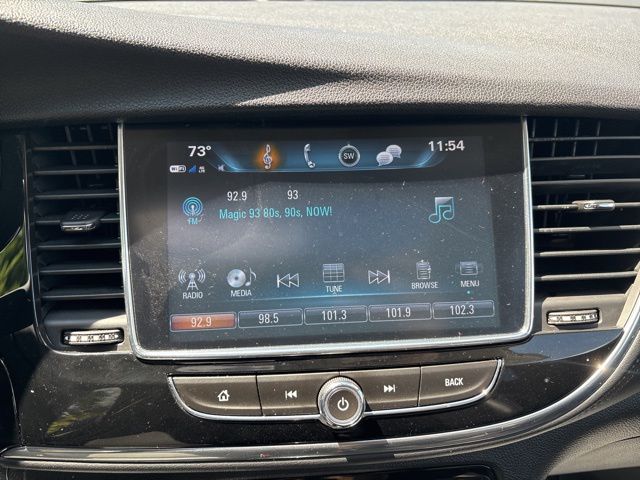 73° SW 11:54
92.9 93
FM Magic 93 80s, 90s, NOW!
RADIO MEDIA TUNE BROWSE MENU
92.9 98.5 101.3 101.9 102.3
BACK